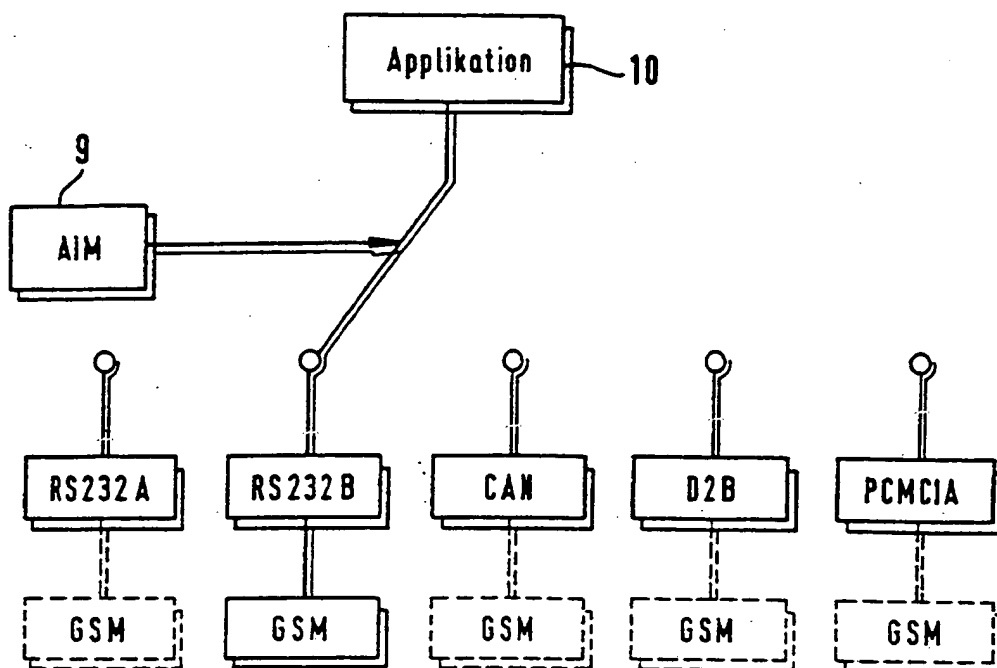 Applikation
10
9
AIM
RS232A RS232B CAN D2B PCMCIA
GSM GSM GSM GSM GSM